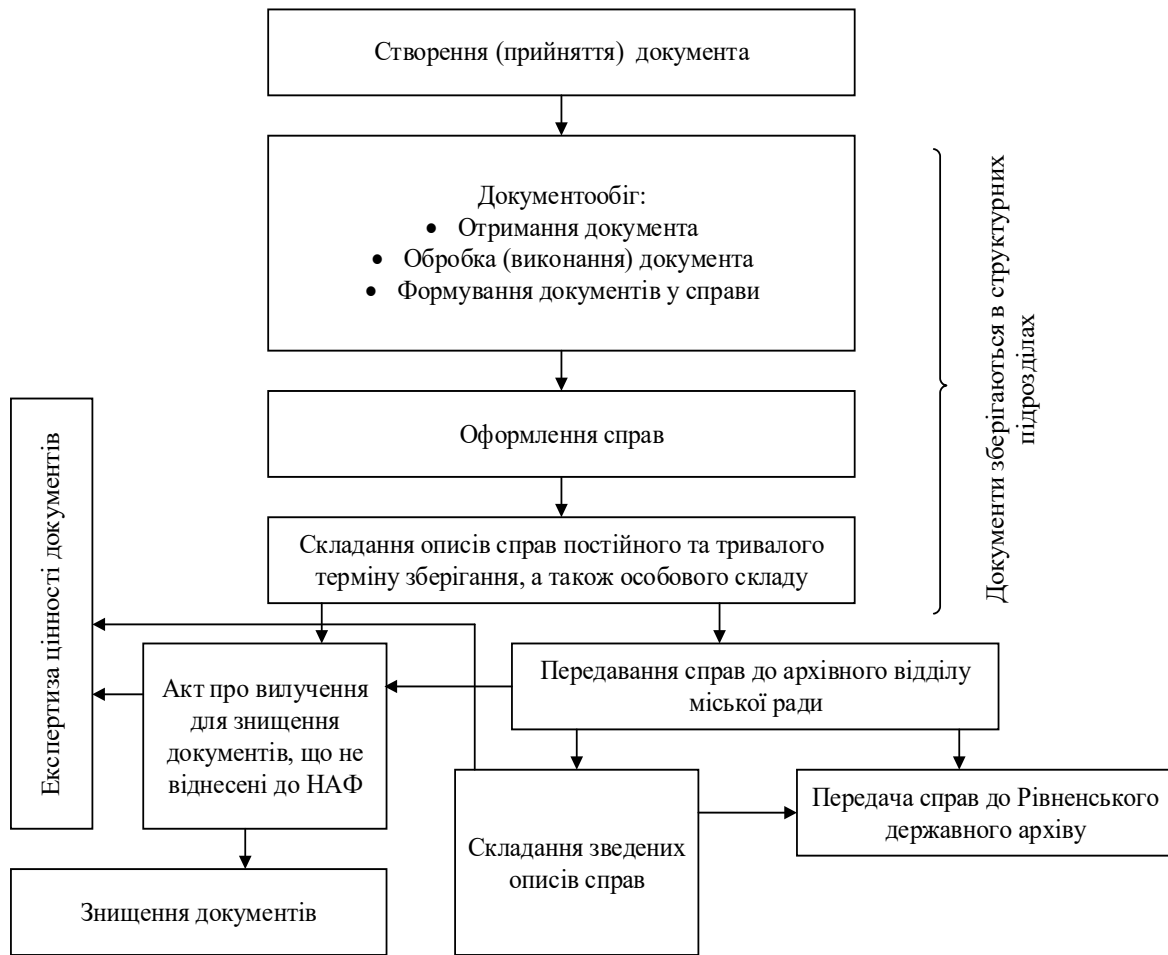 Створення (прийняття) документа
Документообіг:
• Отримання документа
• Обробка (виконання) документа
• Формування документів у справи
Документи зберігаються в структурних
підрозділах
Оформлення справ
Експертиза цінності документів
Складання описів справ постійного та тривалого
терміну зберігання, а також особового складу
Акт про вилучення
для знищення
документів, що не
віднесені до НАФ
Передавання справ до архівного відділу
міської ради
Складання зведених
описів справ
Передача справ до Рівненського
державного архіву
Знищення документів